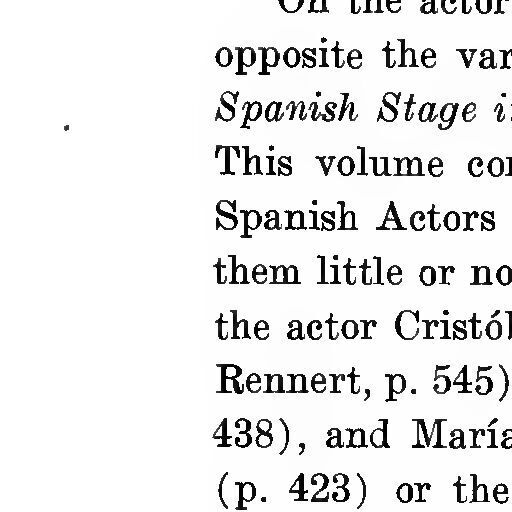 On the actor
opposite the var
Spanish Stage i
This volume co
Spanish Actors
them little or no
the actor Cristó
Rennert, p. 545)
438), and María
(p. 423) or the